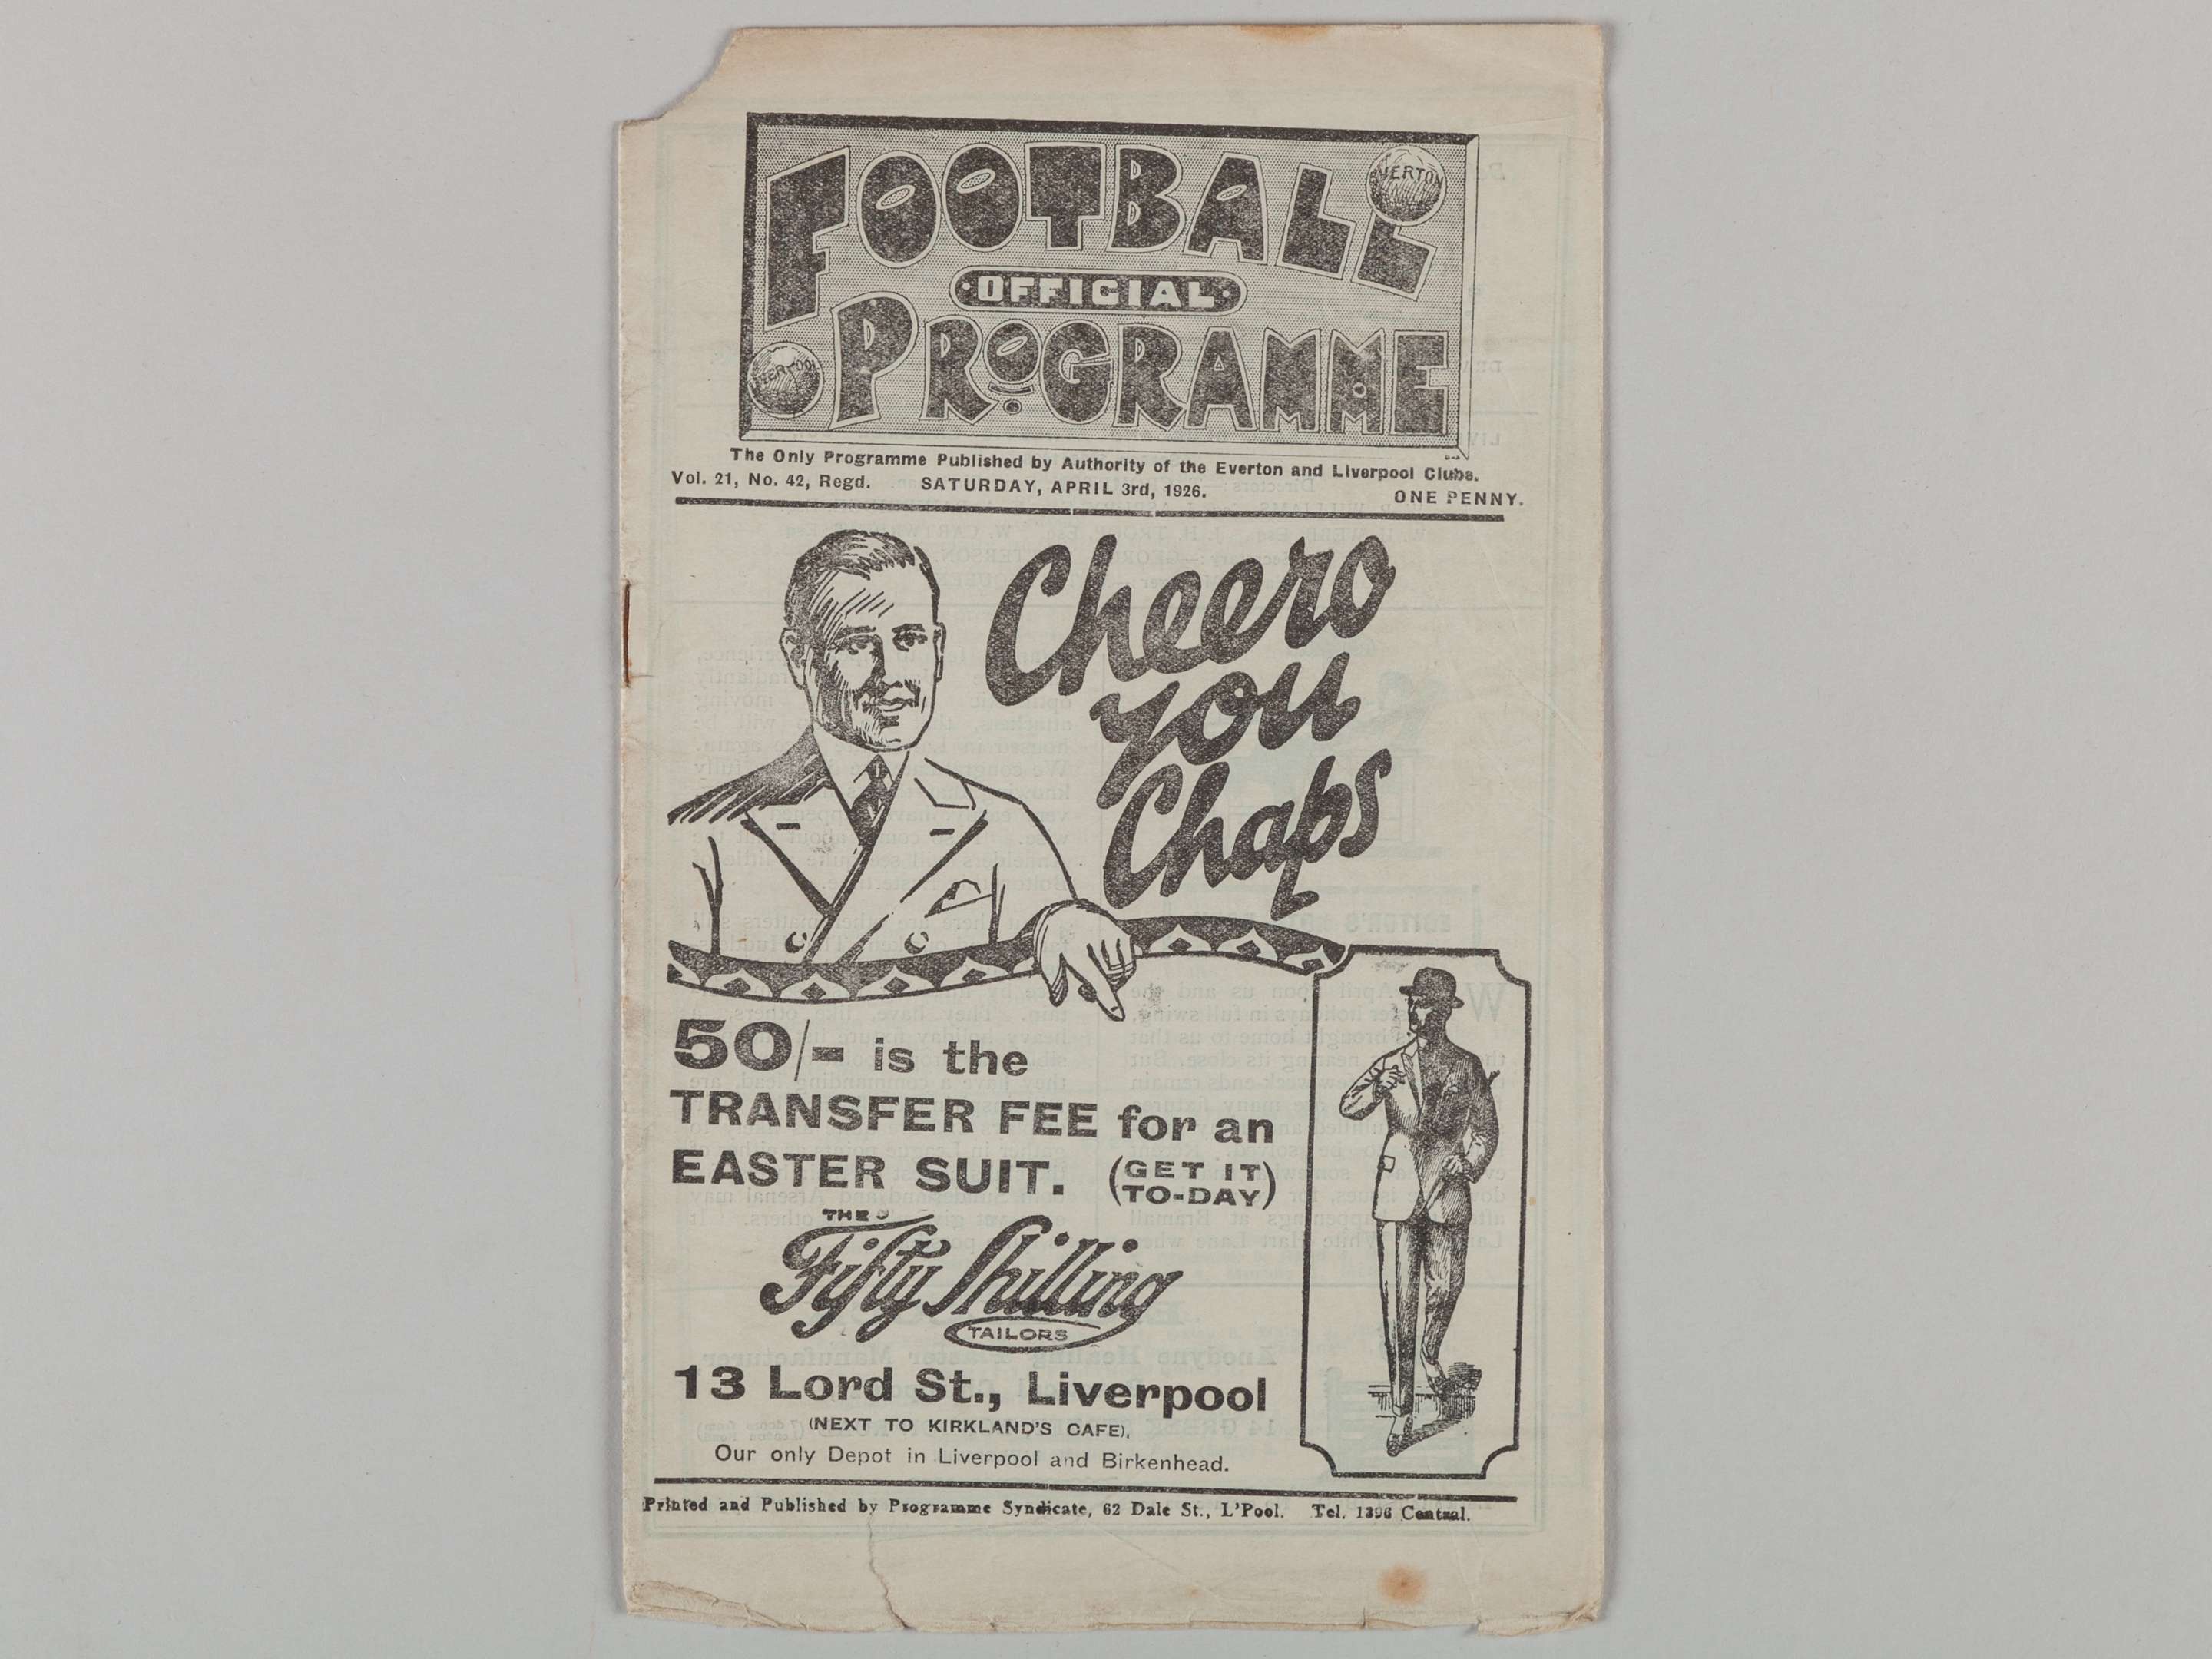 FOOTBALL
EVERTON
OFFICIAL
PROGRAMME
LIVERPOOL
The Only Programme Published by Authority of the Everton and Liverpool Clubs.
Vol. 21, No. 42, Regd. SATURDAY, APRIL 3rd, 1926. ONE PENNY.
Cheero
you
Chaps
50/- is the
TRANSFER FEE for an
EASTER SUIT. (GET IT TO-DAY)
THE
Fifty Shilling
TAILORS
13 Lord St., Liverpool
(NEXT TO KIRKLAND'S CAFE),
Our only Depot in Liverpool and Birkenhead.
Printed and Published by Programme Syndicate, 62 Dale St., L'Pool. Tel. 1396 Central.